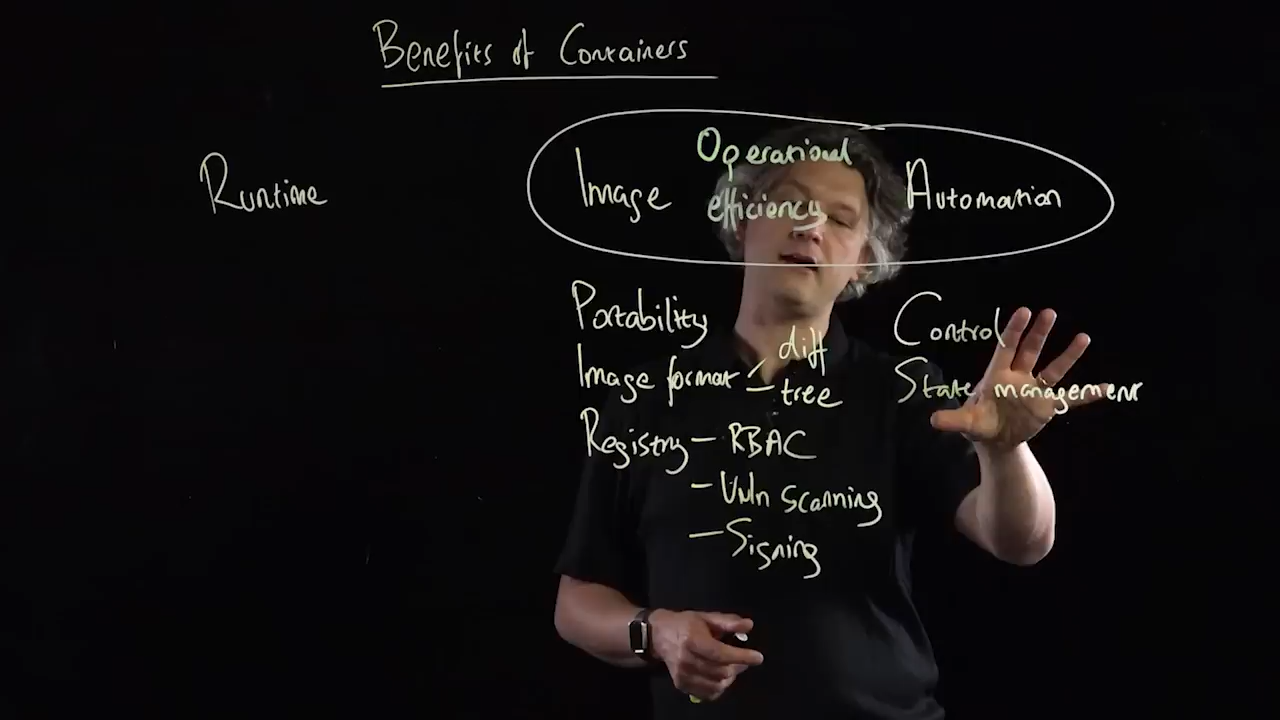 Benefits of Containers
Runtime
Image
Operational
efficiency
Automation
Portability
Image format
diff
tree
Registry - RBAC
- Vuln scanning
- Signing
Control
State management